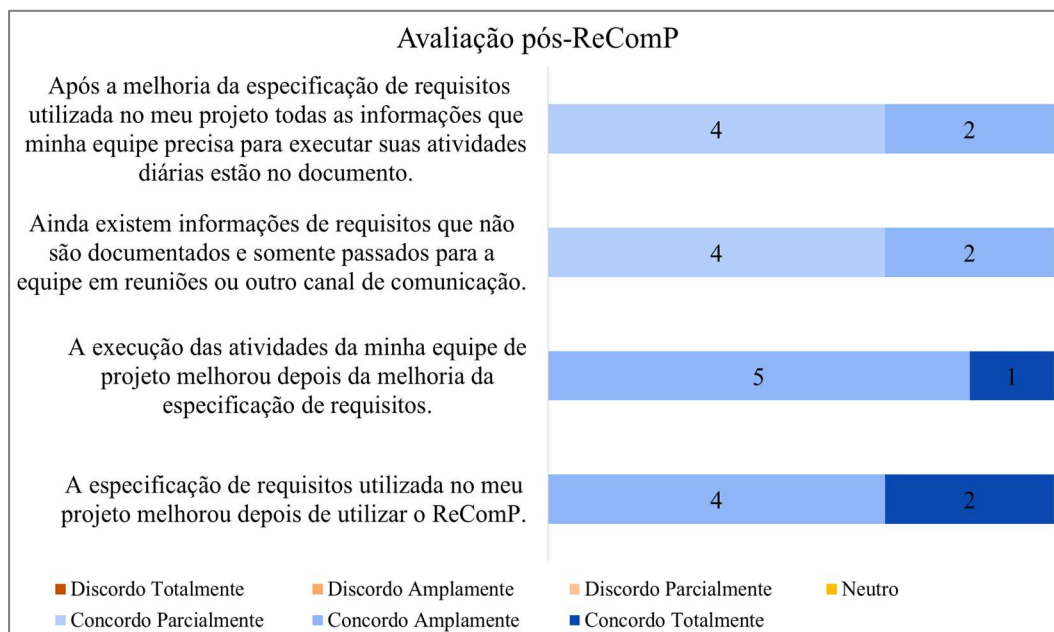 Avaliação pós-ReComP
Após a melhoria da especificação de requisitos
utilizada no meu projeto todas as informações que
minha equipe precisa para executar suas atividades
diárias estão no documento.
4 2
Ainda existem informações de requisitos que não
são documentados e somente passados para a
equipe em reuniões ou outro canal de comunicação.
4 2
A execução das atividades da minha equipe de
projeto melhorou depois da melhoria da
especificação de requisitos.
5 1
A especificação de requisitos utilizada no meu
projeto melhorou depois de utilizar o ReComP.
4 2
Discordo Totalmente Discordo Amplamente Discordo Parcialmente Neutro
Concordo Parcialmente Concordo Amplamente Concordo Totalmente